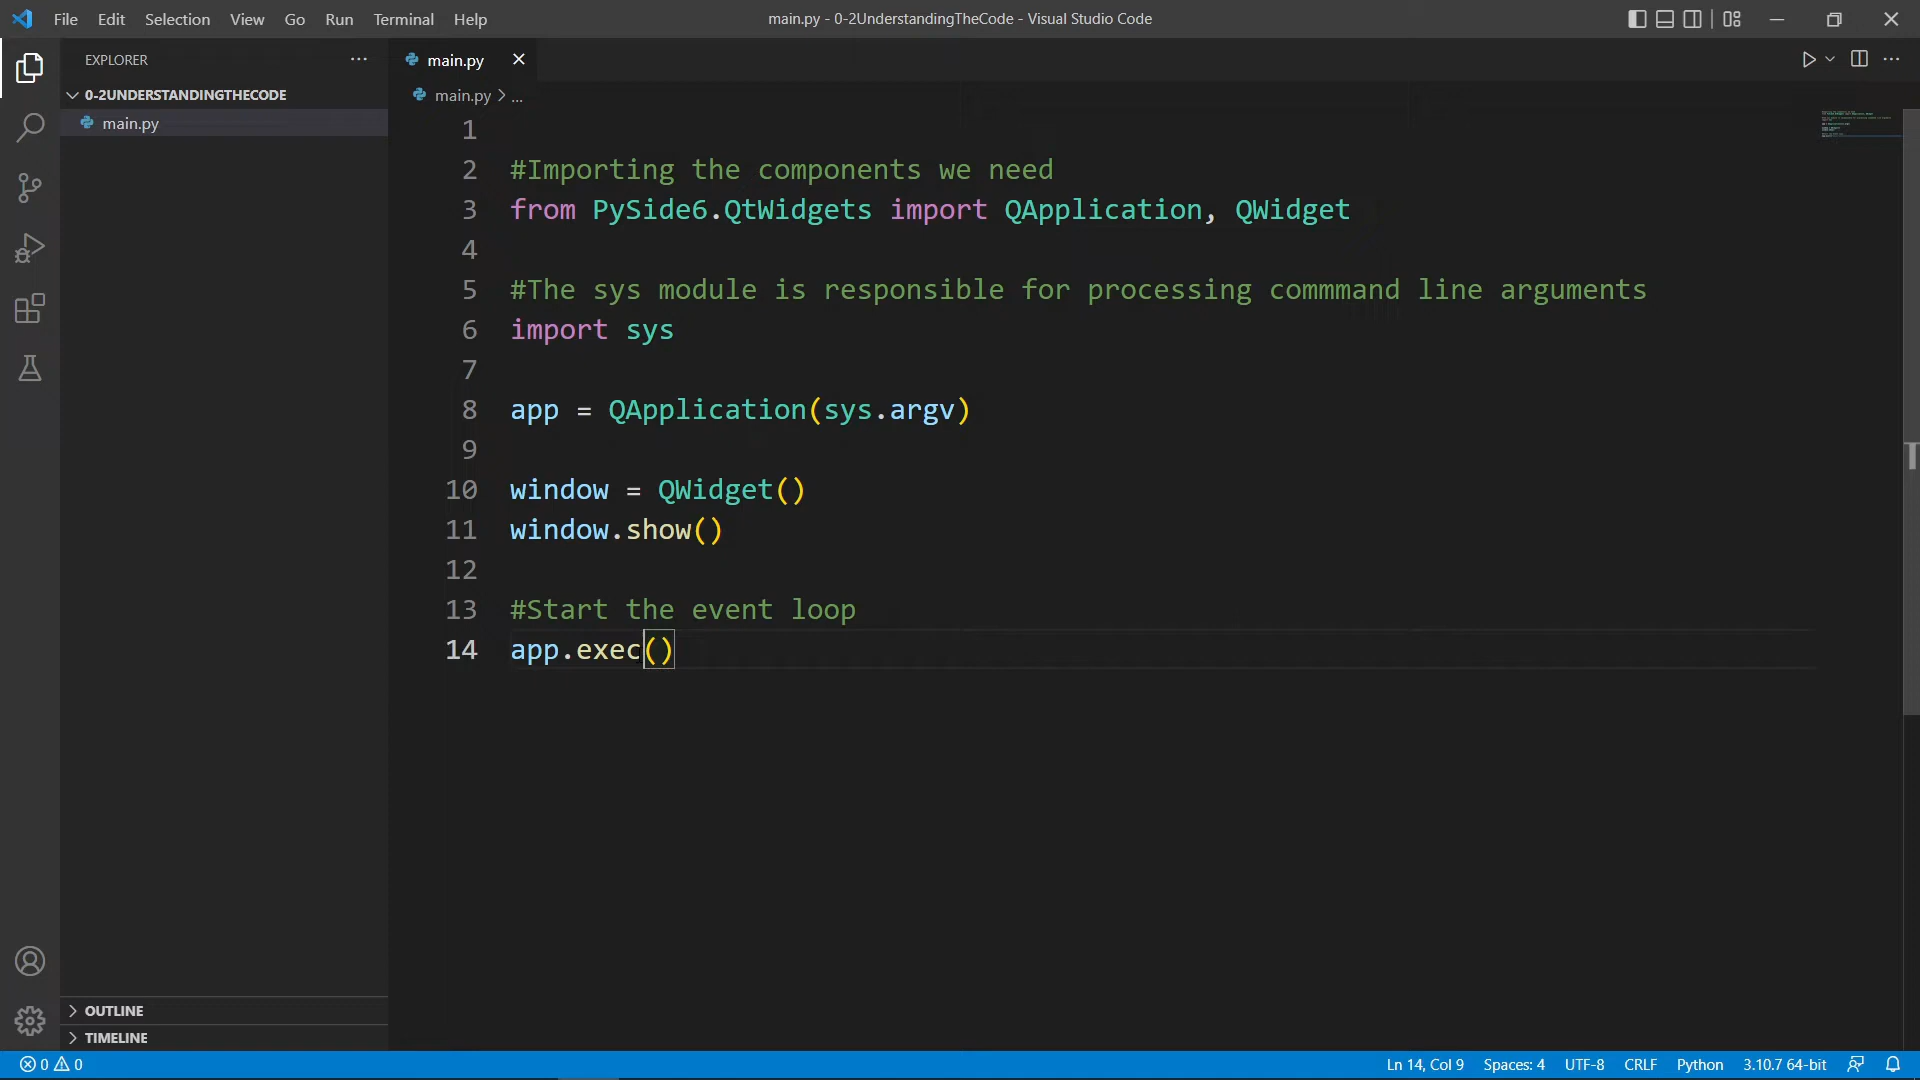 File Edit Selection View Go Run Terminal Help
main.py - 0-2UnderstandingTheCode - Visual Studio Code
EXPLORER
0-2UNDERSTANDINGTHECODE
main.py
OUTLINE
TIMELINE
main.py
main.py > ...
1
2 #Importing the components we need
3 from PySide6.QtWidgets import QApplication, QWidget
4
5 #The sys module is responsible for processing commmand line arguments
6 import sys
7
8 app = QApplication(sys.argv)
9
10 window = QWidget()
11 window.show()
12
13 #Start the event loop
14 app.exec()
0 0
Ln 14, Col 9 Spaces: 4 UTF-8 CRLF Python 3.10.7 64-bit